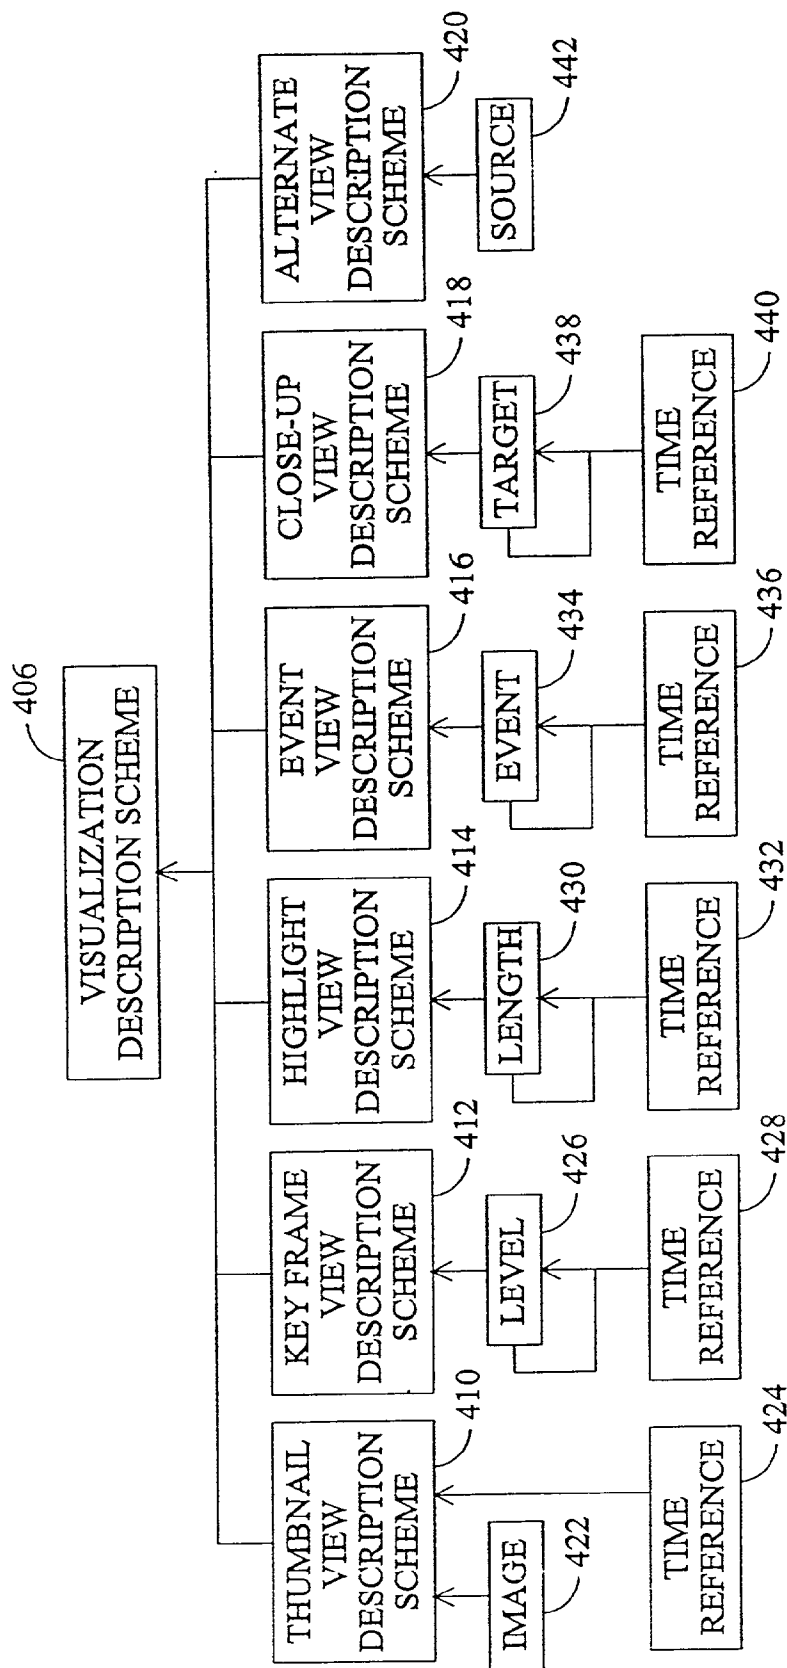 406
VISUALIZATION
DESCRIPTION SCHEME
THUMBNAIL
VIEW
DESCRIPTION
SCHEME
410
KEY FRAME
VIEW
DESCRIPTION
SCHEME
412
HIGHLIGHT
VIEW
DESCRIPTION
SCHEME
414
EVENT
VIEW
DESCRIPTION
SCHEME
416
CLOSE-UP
VIEW
DESCRIPTION
SCHEME
418
ALTERNATE
VIEW
DESCRIPTION
SCHEME
420
IMAGE
422
LEVEL
426
LENGTH
430
EVENT
434
TARGET
438
SOURCE
442
TIME
REFERENCE
424
TIME
REFERENCE
428
TIME
REFERENCE
432
TIME
REFERENCE
436
TIME
REFERENCE
440